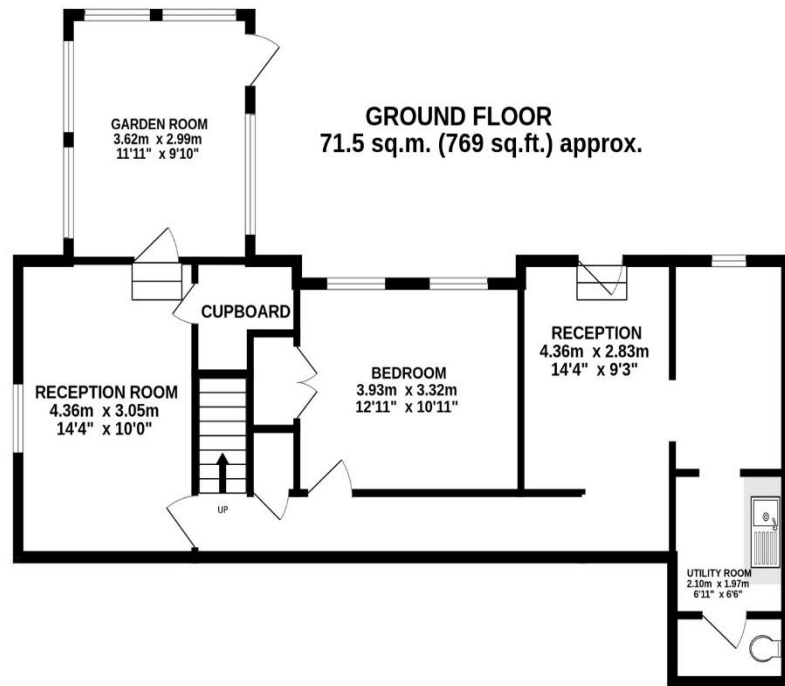 GROUND FLOOR
71.5 sq.m. (769 sq.ft.) approx.
GARDEN ROOM
3.62m x 2.99m
11'11" x 9'10"
CUPBOARD
RECEPTION ROOM
4.36m x 3.05m
14'4" x 10'0"
BEDROOM
3.93m x 3.32m
12'11" x 10'11"
RECEPTION
4.36m x 2.83m
14'4" x 9'3"
UP
UTILITY ROOM
2.10m x 1.97m
6'11" x 6'6"